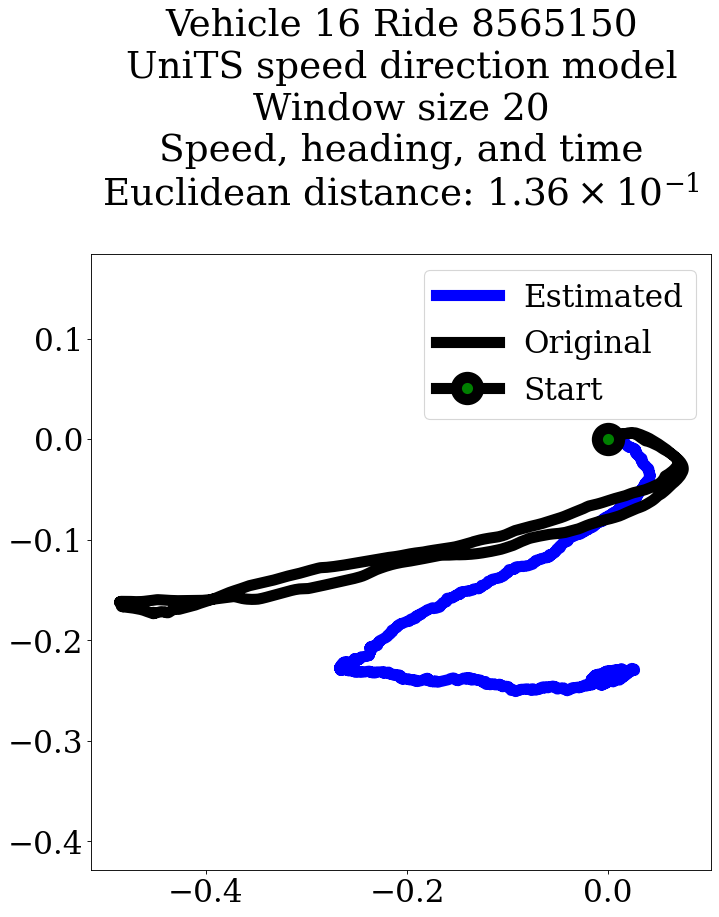 Vehicle 16 Ride 8565150
UniTS speed direction model
Window size 20
Speed, heading, and time
Euclidean distance: 1.36 × 10⁻¹
Estimated
Original
Start
0.1
0.0
−0.1
−0.2
−0.3
−0.4
−0.4 −0.2 0.0